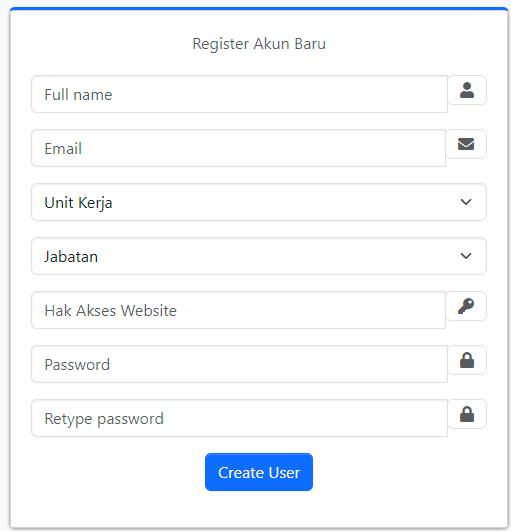 Register Akun Baru
Full name
Email
Unit Kerja
Jabatan
Hak Akses Website
Password
Retype password
Create User